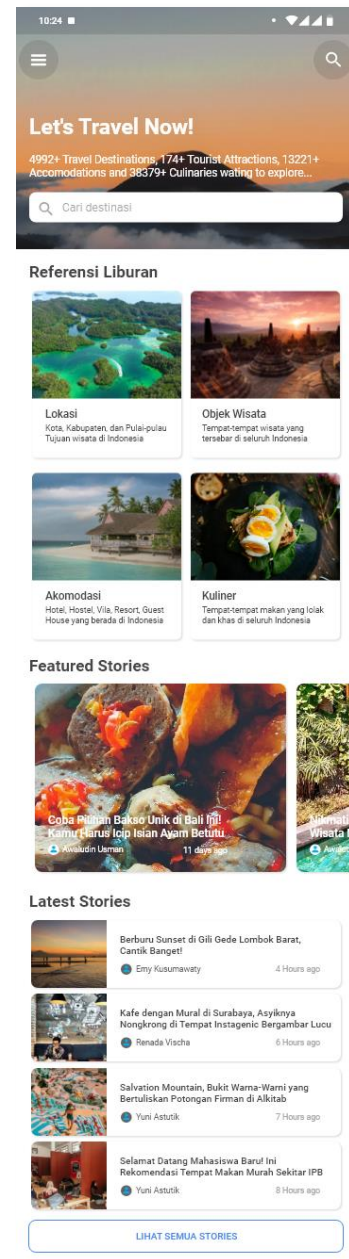 10:24
Let's Travel Now!
4992+ Travel Destinations, 174+ Tourist Attractions, 13221+
Accomodations and 38379+ Culinaries wating to explore...
Cari destinasi
Referensi Liburan
Lokasi
Kota, Kabupaten, dan Pulai-pulau
Tujuan wisata di Indonesia
Objek Wisata
Tempat-tempat wisata yang
tersebar di seluruh Indonesia
Akomodasi
Hotel, Hostel, Vila, Resort, Guest
House yang berada di Indonesia
Kuliner
Tempat-tempat makan yang lolak
dan khas di seluruh Indonesia
Featured Stories
Coba Pilihan Bakso Unik di Bali Ini!
Kamu Harus Icip Isian Ayam Betutu
Awaludin Usman
11 days ago
Nikmati
Wisata
Latest Stories
Berburu Sunset di Gili Gede Lombok Barat,
Cantik Banget!
Emy Kusumawaty
4 Hours ago
Kafe dengan Mural di Surabaya, Asyiknya
Nongkrong di Tempat Instagenic Bergambar Lucu
Renada Vischa
6 Hours ago
Salvation Mountain, Bukit Warna-Warni yang
Bertuliskan Potongan Firman di Alkitab
Yuni Astutik
7 Hours ago
Selamat Datang Mahasiswa Baru! Ini
Rekomendasi Tempat Makan Murah Sekitar IPB
Yuni Astutik
8 Hours ago
LIHAT SEMUA STORIES